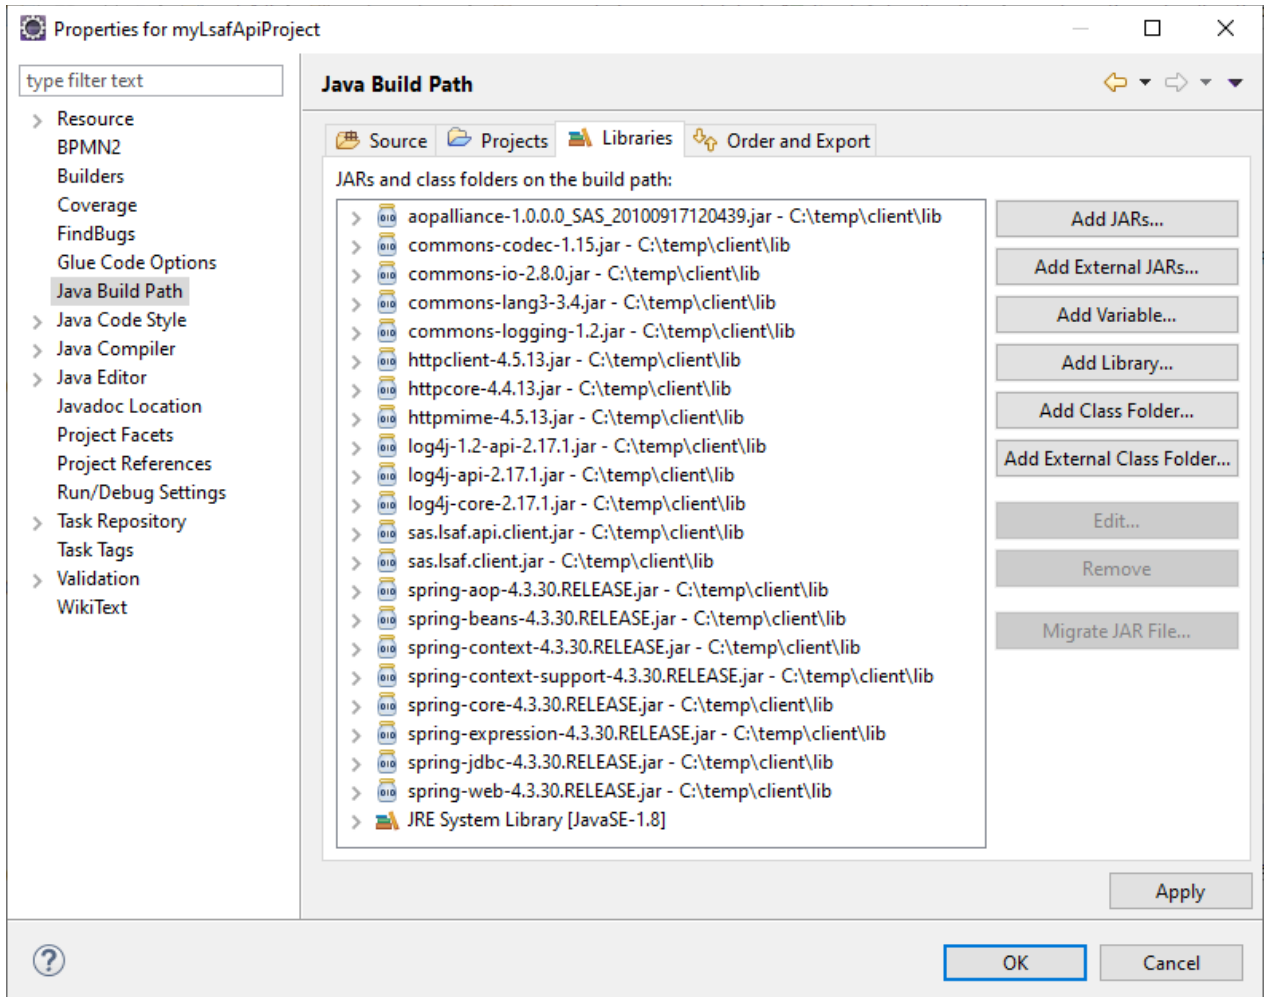 Properties for myLsafApiProject
type filter text
Resource
BPMN2
Builders
Coverage
FindBugs
Glue Code Options
Java Build Path
Java Code Style
Java Compiler
Java Editor
Javadoc Location
Project Facets
Project References
Run/Debug Settings
Task Repository
Task Tags
Validation
WikiText
Java Build Path
Source
Projects
Libraries
Order and Export
JARs and class folders on the build path:
aopalliance-1.0.0.0_SAS_20100917120439.jar - C:\temp\client\lib
commons-codec-1.15.jar - C:\temp\client\lib
commons-io-2.8.0.jar - C:\temp\client\lib
commons-lang3-3.4.jar - C:\temp\client\lib
commons-logging-1.2.jar - C:\temp\client\lib
httpclient-4.5.13.jar - C:\temp\client\lib
httpcore-4.4.13.jar - C:\temp\client\lib
httpmime-4.5.13.jar - C:\temp\client\lib
log4j-1.2-api-2.17.1.jar - C:\temp\client\lib
log4j-api-2.17.1.jar - C:\temp\client\lib
log4j-core-2.17.1.jar - C:\temp\client\lib
sas.lsaf.api.client.jar - C:\temp\client\lib
sas.lsaf.client.jar - C:\temp\client\lib
spring-aop-4.3.30.RELEASE.jar - C:\temp\client\lib
spring-beans-4.3.30.RELEASE.jar - C:\temp\client\lib
spring-context-4.3.30.RELEASE.jar - C:\temp\client\lib
spring-context-support-4.3.30.RELEASE.jar - C:\temp\client\lib
spring-core-4.3.30.RELEASE.jar - C:\temp\client\lib
spring-expression-4.3.30.RELEASE.jar - C:\temp\client\lib
spring-jdbc-4.3.30.RELEASE.jar - C:\temp\client\lib
spring-web-4.3.30.RELEASE.jar - C:\temp\client\lib
JRE System Library [JavaSE-1.8]
Add JARs...
Add External JARs...
Add Variable...
Add Library...
Add Class Folder...
Add External Class Folder...
Edit...
Remove
Migrate JAR File...
Apply
OK
Cancel